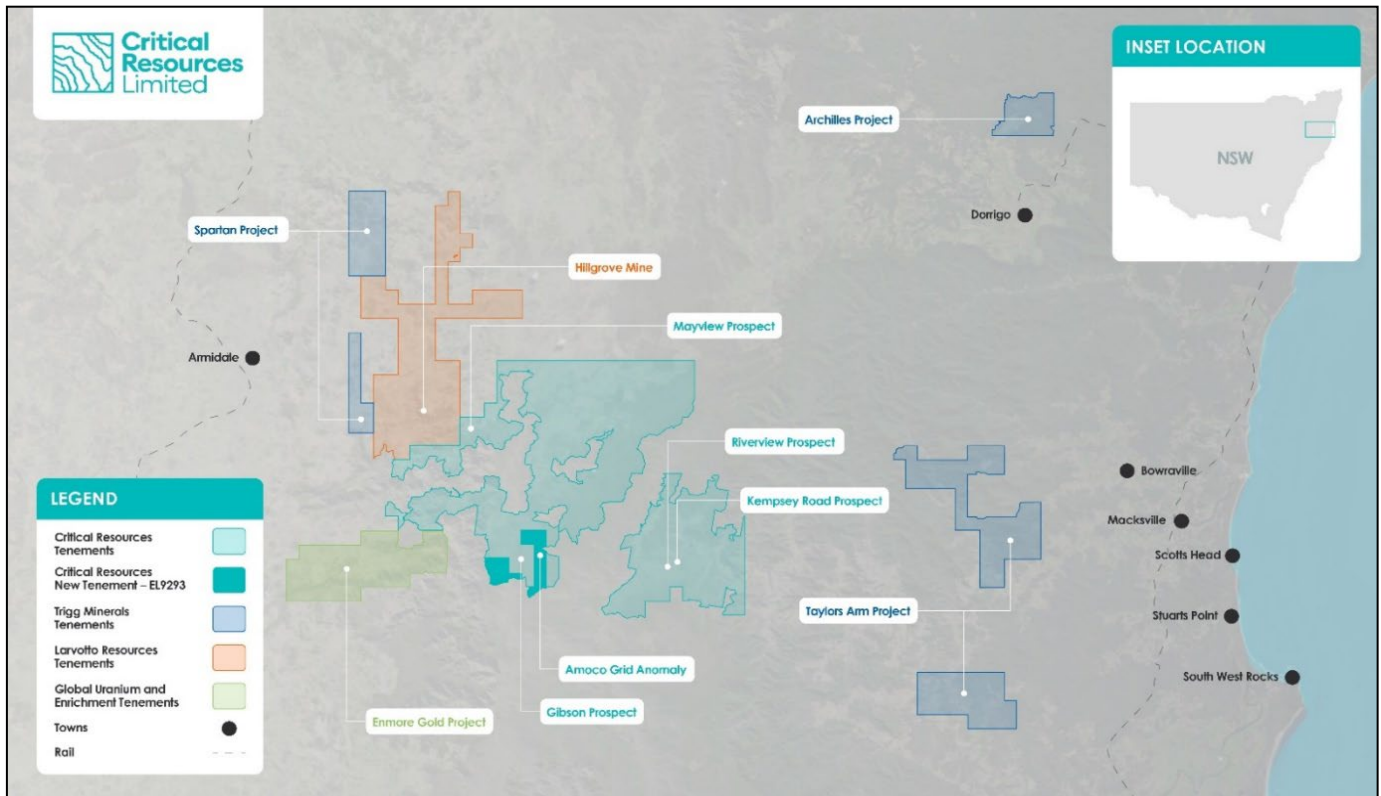 Critical
Resources
Limited
INSET LOCATION
NSW
Archilles Project
Dorrigo
Spartan Project
Hillgrove Mine
Mayview Prospect
Armidale
Riverview Prospect
Bowraville
Kempsey Road Prospect
Macksville
Scotts Head
Taylors Arm Project
Stuarts Point
Amoco Grid Anomaly
South West Rocks
Gibson Prospect
Enmore Gold Project
LEGEND
Critical Resources
Tenements
Critical Resources
New Tenement – EL9293
Trigg Minerals
Tenements
Larvotto Resources
Tenements
Global Uranium and
Enrichment Tenements
Towns
Rail